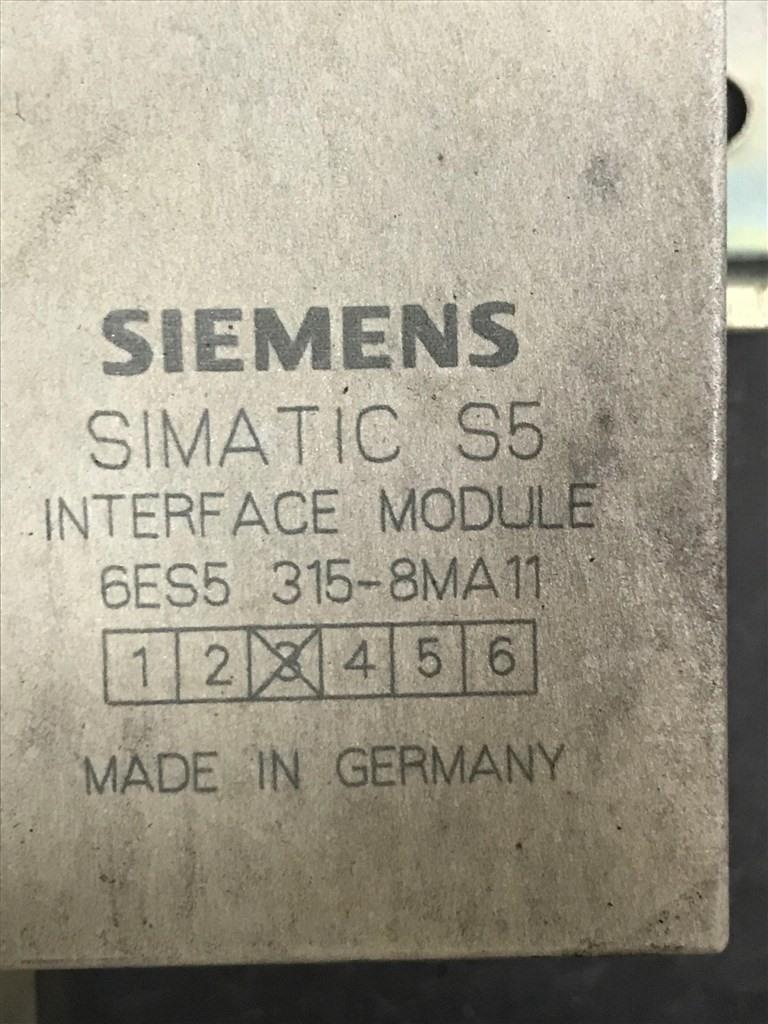 SIEMENS
SIMATIC S5
INTERFACE MODULE
6ES5 315-8MA11
1 2 3 4 5 6
MADE IN GERMANY